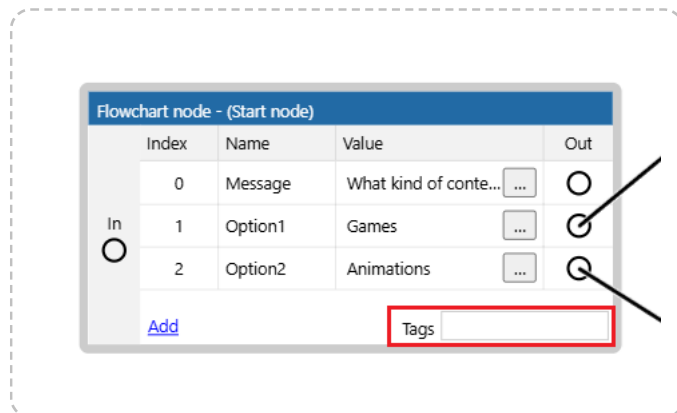 Flowchart node - (Start node)
Index Name Value Out
0 Message What kind of conte... ...
In
1 Option1 Games ...
2 Option2 Animations ...
Add Tags